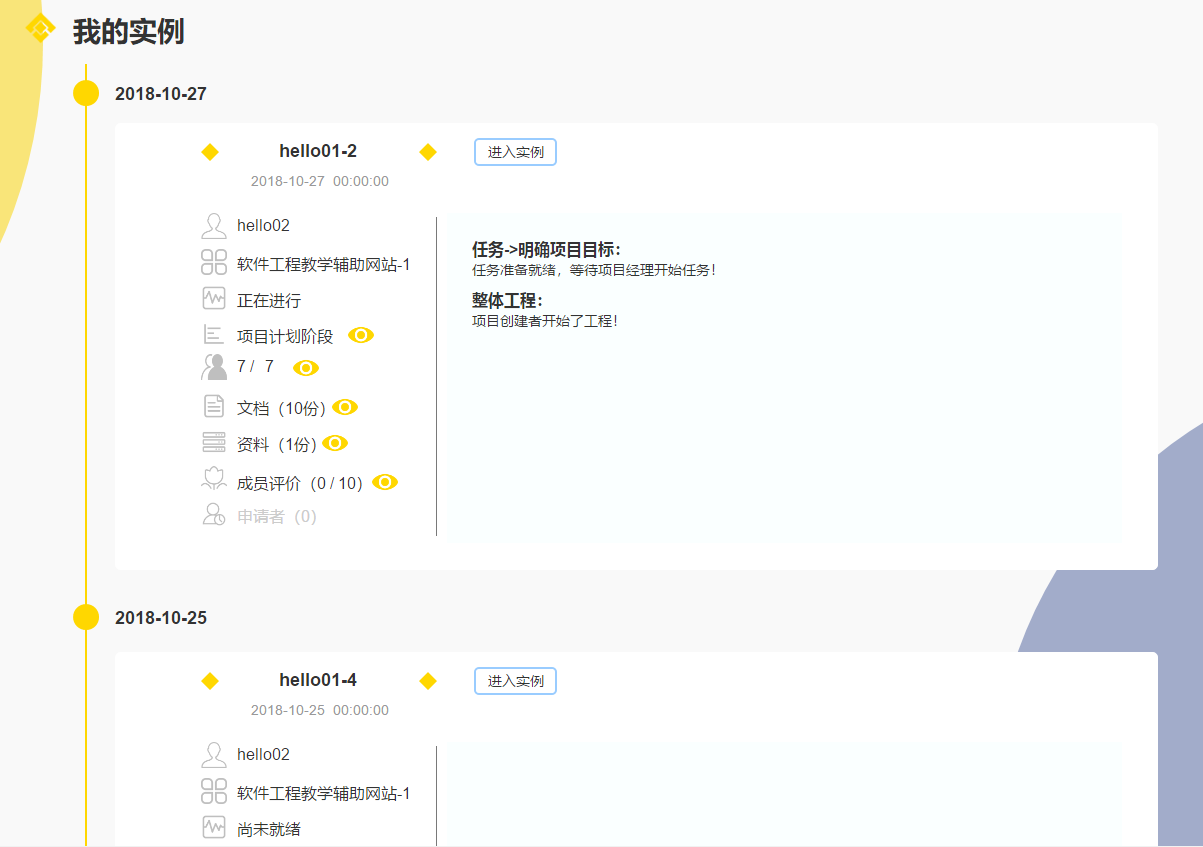 我的实例
2018-10-27
hello01-2
进入实例
2018-10-27 00:00:00
hello02
软件工程教学辅助网站-1
正在进行
项目计划阶段
7 / 7
文档（10份）
资料（1份）
成员评价（0 / 10）
申请者（0）
任务->明确项目目标：
任务准备就绪，等待项目经理开始任务！
整体工程：
项目创建者开始了工程！
2018-10-25
hello01-4
进入实例
2018-10-25 00:00:00
hello02
软件工程教学辅助网站-1
尚未就绪